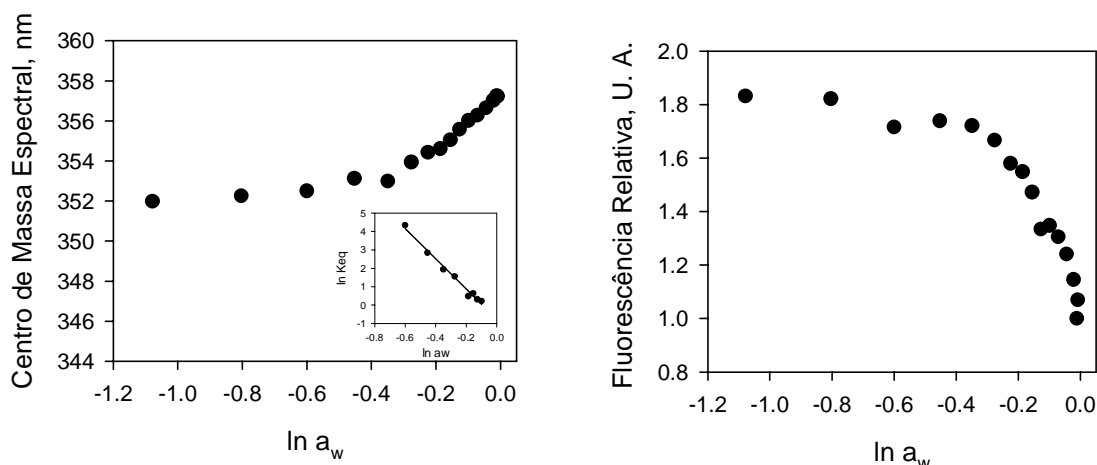 Centro de Massa Espectral, nm
360
358
356
354
352
350
348
346
344
-1.2 -1.0 -0.8 -0.6 -0.4 -0.2 0.0
ln aw
ln Keq
5
4
3
2
1
0
-1
-0.8 -0.6 -0.4 -0.2 0.0
ln aw
Fluorescência Relativa, U. A.
2.0
1.8
1.6
1.4
1.2
1.0
0.8
-1.2 -1.0 -0.8 -0.6 -0.4 -0.2 0.0
ln aw